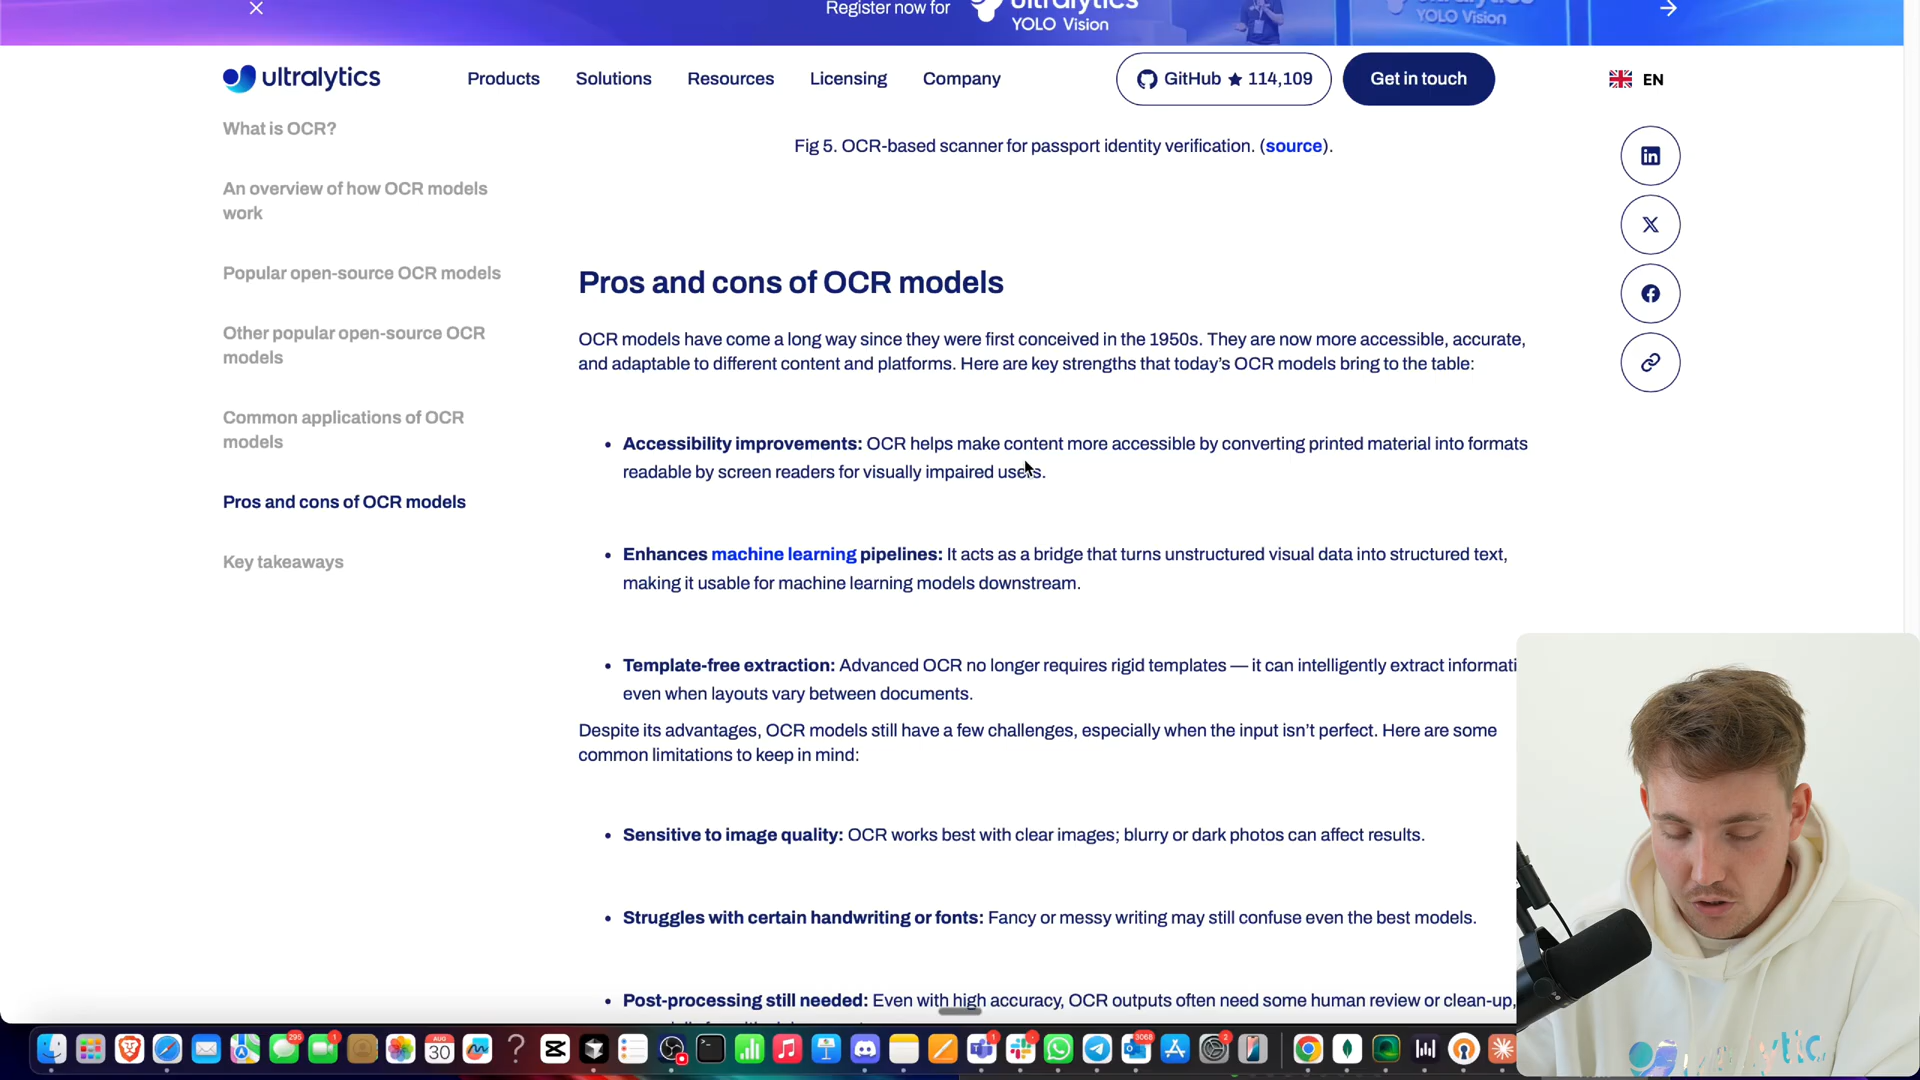 Register now for
ultralytics
YOLO Vision
YOLO Vision
ultralytics
Products
Solutions
Resources
Licensing
Company
GitHub ★ 114,109
Get in touch
EN
What is OCR?
An overview of how OCR models
work
Popular open-source OCR models
Other popular open-source OCR
models
Common applications of OCR
models
Pros and cons of OCR models
Key takeaways
Fig 5. OCR-based scanner for passport identity verification. (source).
Pros and cons of OCR models
OCR models have come a long way since they were first conceived in the 1950s. They are now more accessible, accurate,
and adaptable to different content and platforms. Here are key strengths that today’s OCR models bring to the table:
• Accessibility improvements: OCR helps make content more accessible by converting printed material into formats
readable by screen readers for visually impaired users.
• Enhances machine learning pipelines: It acts as a bridge that turns unstructured visual data into structured text,
making it usable for machine learning models downstream.
• Template-free extraction: Advanced OCR no longer requires rigid templates — it can intelligently extract informati
even when layouts vary between documents.
Despite its advantages, OCR models still have a few challenges, especially when the input isn’t perfect. Here are some
common limitations to keep in mind:
• Sensitive to image quality: OCR works best with clear images; blurry or dark photos can affect results.
• Struggles with certain handwriting or fonts: Fancy or messy writing may still confuse even the best models.
• Post-processing still needed: Even with high accuracy, OCR outputs often need some human review or clean-up,
295
1
AUG
30
1
3068
2